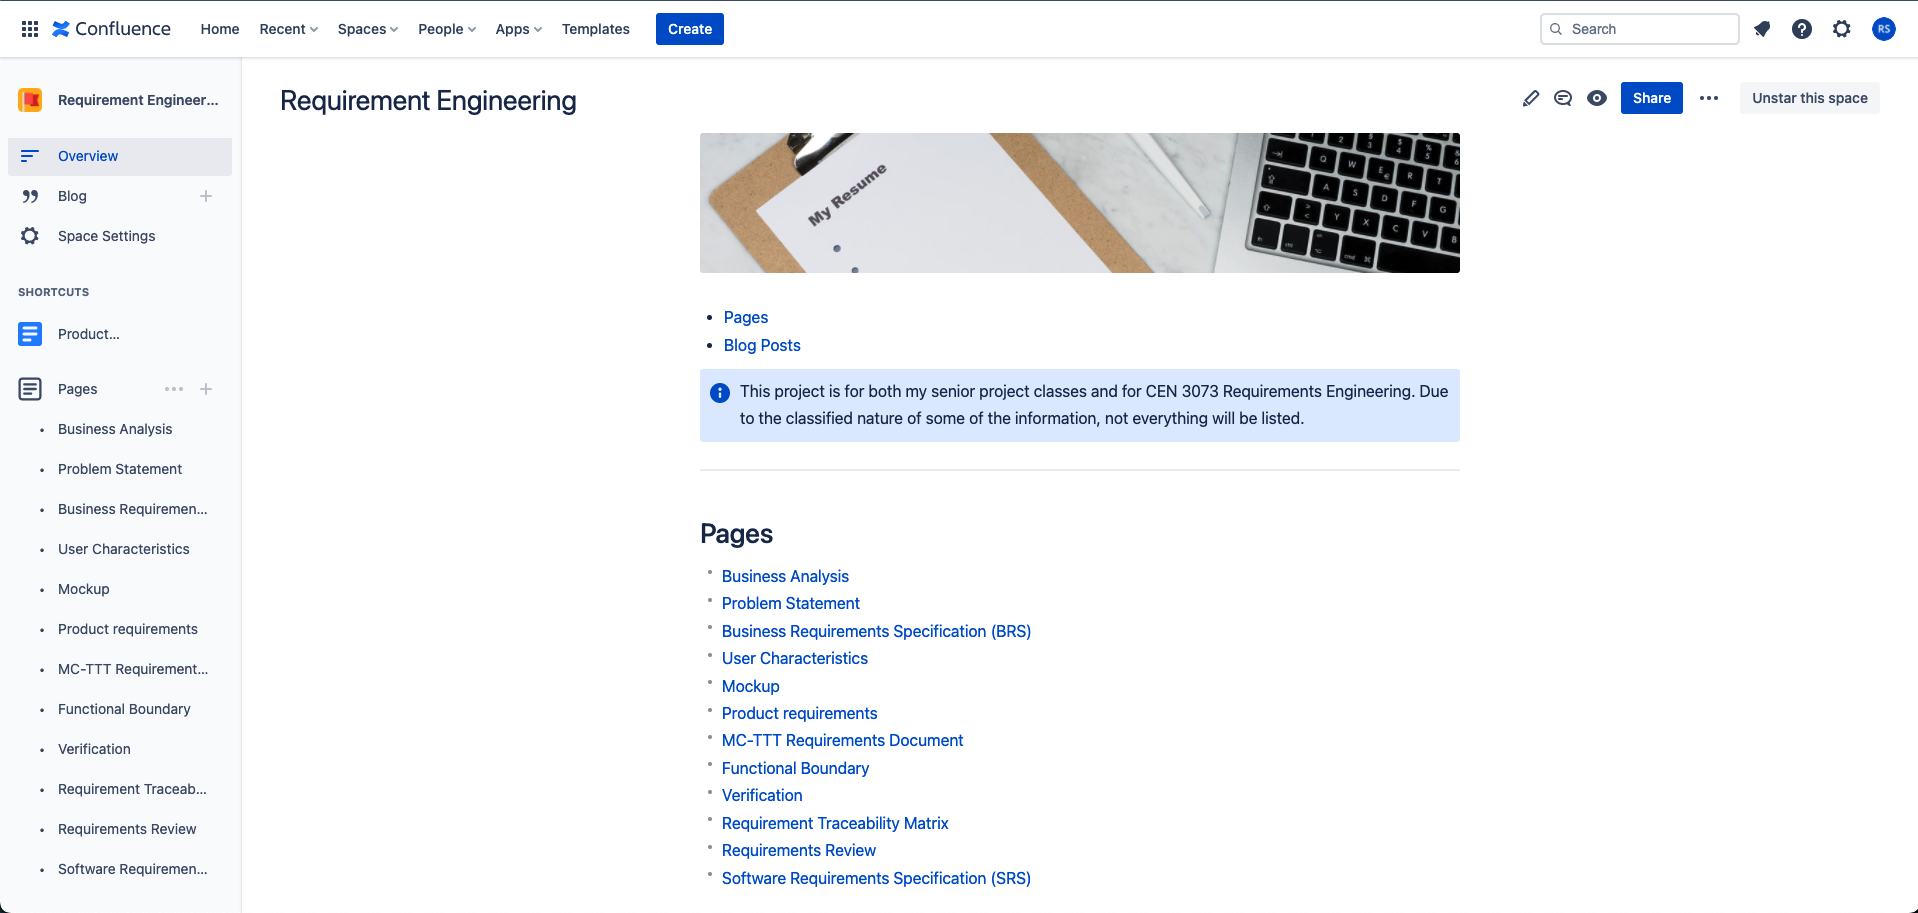 Confluence
Home
Recent
Spaces
People
Apps
Templates
Create
Search
RS
Requirement Engineer...
Overview
Blog
Space Settings
SHORTCUTS
Product...
Pages
Business Analysis
Problem Statement
Business Requiremen...
User Characteristics
Mockup
Product requirements
MC-TTT Requirement...
Functional Boundary
Verification
Requirement Traceab...
Requirements Review
Software Requiremen...
Requirement Engineering
Share
Unstar this space
My Resume
Pages
Blog Posts
This project is for both my senior project classes and for CEN 3073 Requirements Engineering. Due
to the classified nature of some of the information, not everything will be listed.
Pages
Business Analysis
Problem Statement
Business Requirements Specification (BRS)
User Characteristics
Mockup
Product requirements
MC-TTT Requirements Document
Functional Boundary
Verification
Requirement Traceability Matrix
Requirements Review
Software Requirements Specification (SRS)